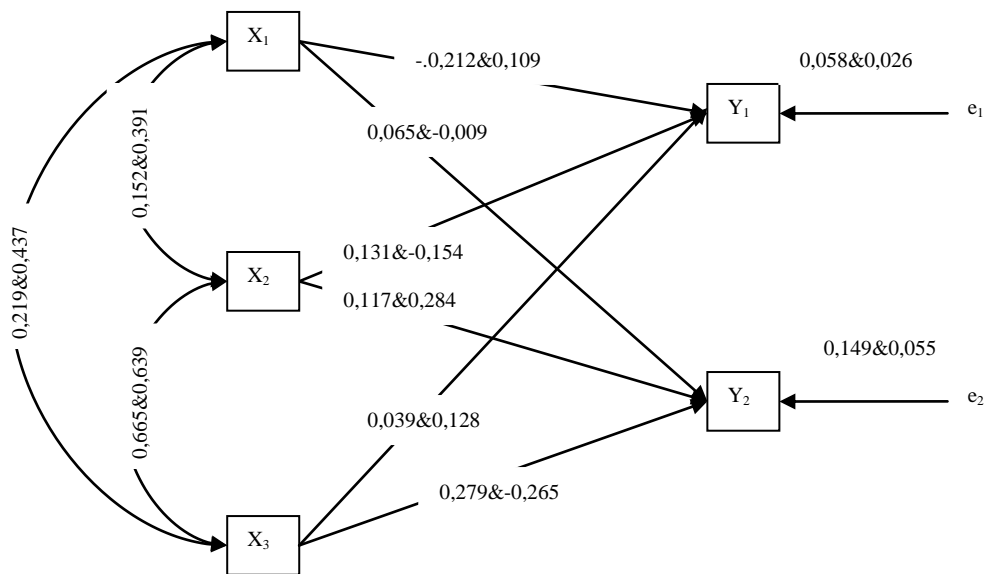 X₁
-.0,212&0,109
0,058&0,026
Y₁
e₁
0,065&-0,009
0,152&0,391
0,219&0,437
X₂
0,131&-0,154
0,117&0,284
0,149&0,055
0,665&0,639
Y₂
e₂
0,039&0,128
0,279&-0,265
X₃